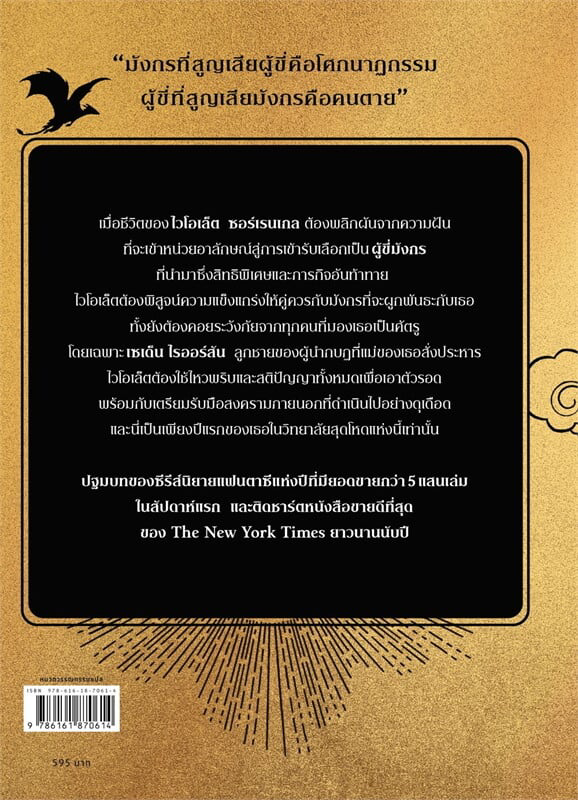 “มังกรที่สูญเสียผู้ขี่คือโศกนาฏกรรม
ผู้ขี่ที่สูญเสียมังกรคือคนตาย”
เมื่อชีวิตของ ไวโอเล็ต ซอร์เรนเกล ต้องพลิกผันจากความฝัน
ที่จะเข้าหน่วยอาลักษณ์สู่การเข้ารับเลือกเป็น ผู้ขี่มังกร
ที่นำมาซึ่งสิทธิพิเศษและภารกิจอันท้าทาย
ไวโอเล็ตต้องพิสูจน์ความแข็งแกร่งให้คู่ควรกับมังกรที่จะผูกพันธะกับเธอ
ทั้งยังต้องคอยระวังภัยจากทุกคนที่มองเธอเป็นศัตรู
โดยเฉพาะ เซเด็น ไรออร์สัน ลูกชายของผู้นำกบฏที่แม่ของเธอสั่งประหาร
ไวโอเล็ตต้องใช้ไหวพริบและสติปัญญาทั้งหมดเพื่อเอาตัวรอด
พร้อมกับเตรียมรับมือสงครามภายนอกที่ดำเนินไปอย่างดุเดือด
และนี่เป็นเพียงปีแรกของเธอในวิทยาลัยสุดโหดแห่งนี้เท่านั้น
ปฐมบทของซีรีส์นิยายแฟนตาซีแห่งปีที่มียอดขายกว่า 5 แสนเล่ม
ในสัปดาห์แรก และติดชาร์ตหนังสือขายดีที่สุด
ของ The New York Times ยาวนานนับปี
หมวดวรรณกรรมแปล
ISBN 978-616-18-7061-4
9 786161 870614
595 บาท